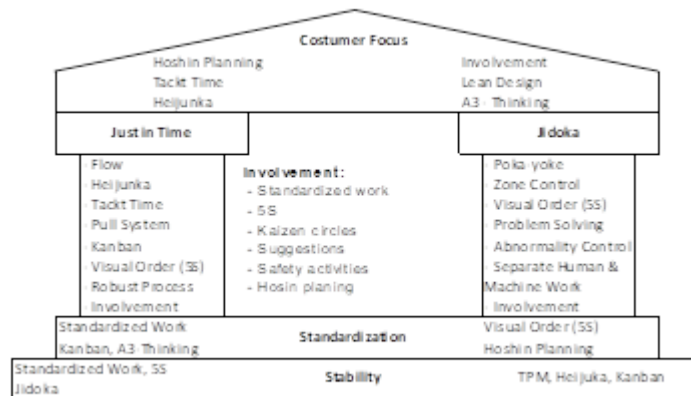 Costumer Focus
Hoshin Planning
Tackt Time
Heijunka
Involvement
Lean Design
A3- Thinking
Just in Time
Jidoka
- Flow
- Heijunka
- Tackt Time
- Pull System
- Kanban
- Visual Order (5S)
- Robust Process
- Involvement
Involvement:
- Standardized work
- 5S
- Kaizen circles
- Suggestions
- Safety activities
- Hosin planing
- Poka-yoke
- Zone Control
- Visual Order (5S)
- Problem Solving
- Abnormality Control
- Separate Human &
Machine Work
- Involvement
Standardized Work
Kanban, A3-Thinking
Standardization
Visual Order (5S)
Hoshin Planning
Standardized Work, 5S
Jidoka
Stability
TPM, Heijuka, Kanban